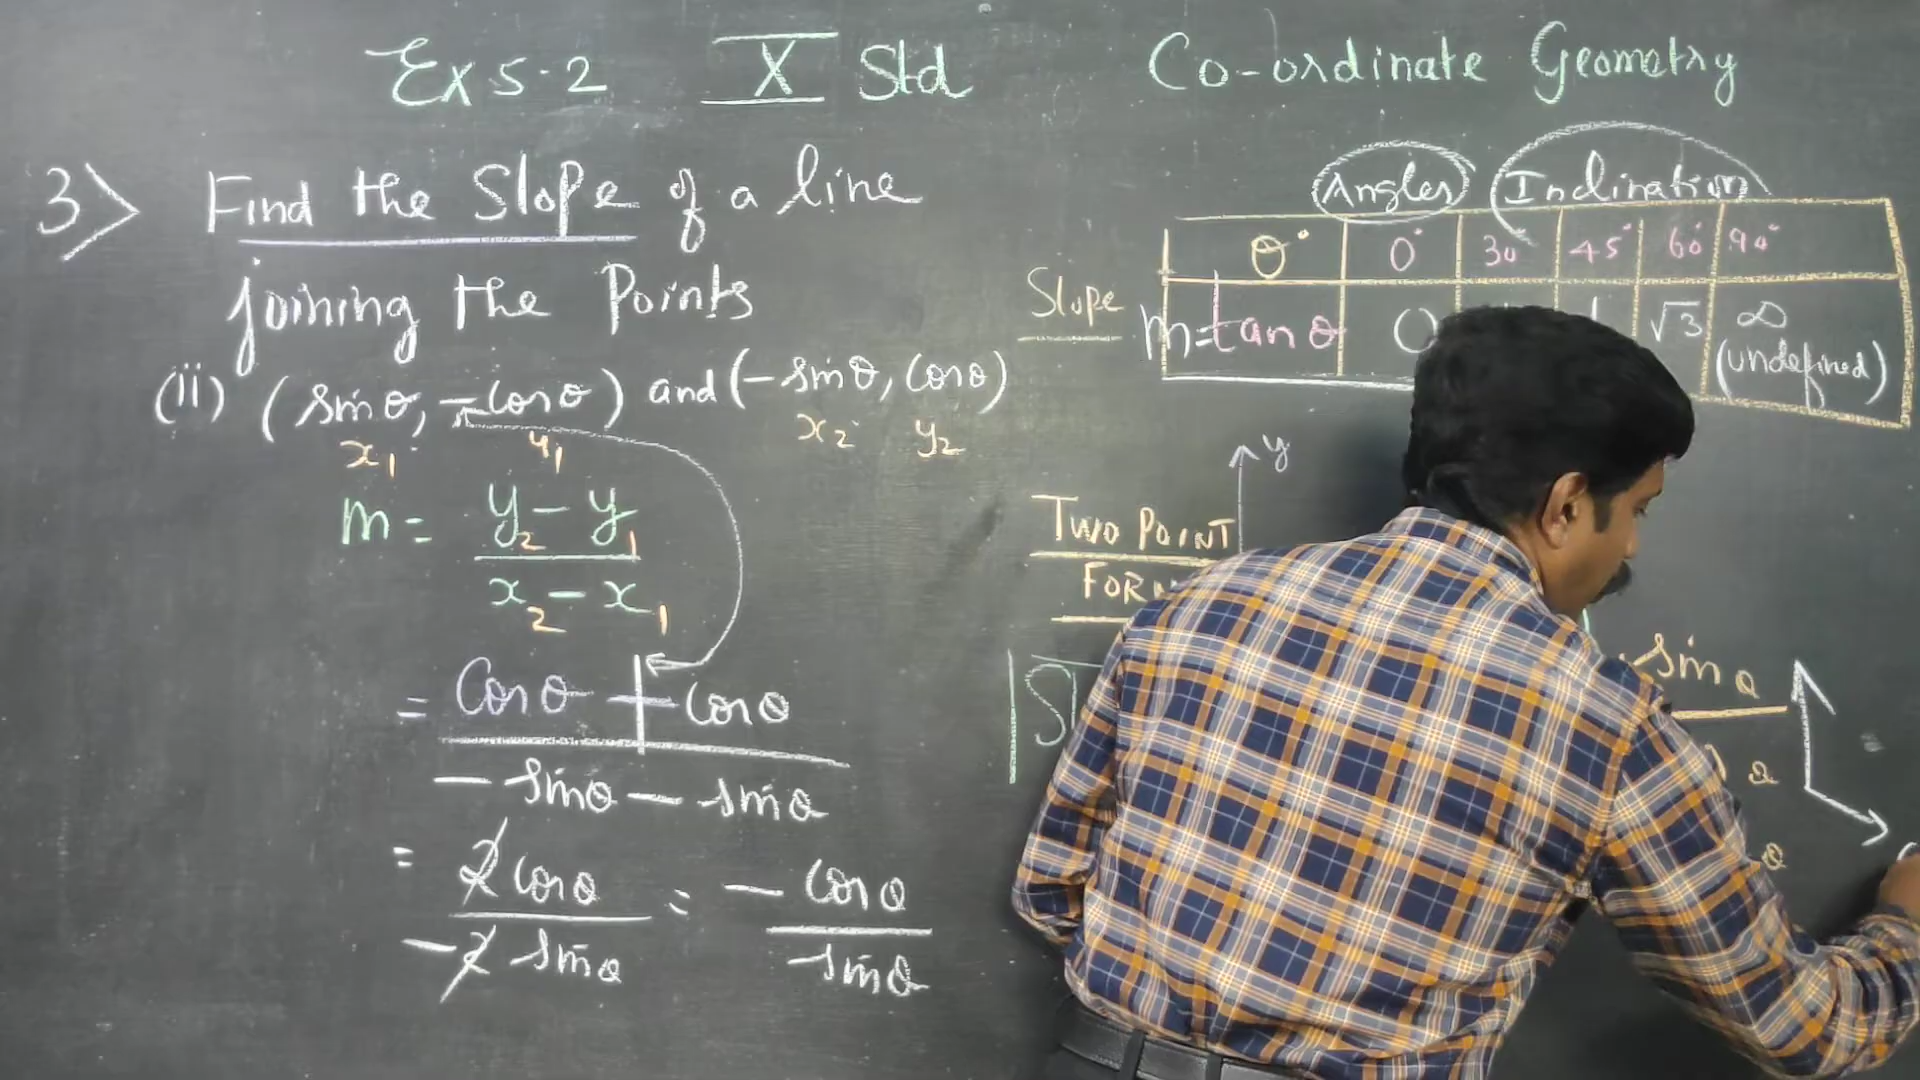 Ex 5.2 X Std Co-ordinate Geometry
3> Find the Slope of a line
joining the Points
(ii) (sinθ, -cosθ) and (-sinθ, cosθ)
x₁ y₁ x₂ y₂
m = y₂ - y₁
x₂ - x₁
= cosθ + cosθ
- sinθ - sinθ
= 2 cosθ = - cosθ
-2 sinθ sinθ
Angles Inclination
θ° 0° 30° 45° 60° 90°
Slope m=tanθ 0 √3 ∞
(undefined)
y
TWO POINT
sinθ
θ